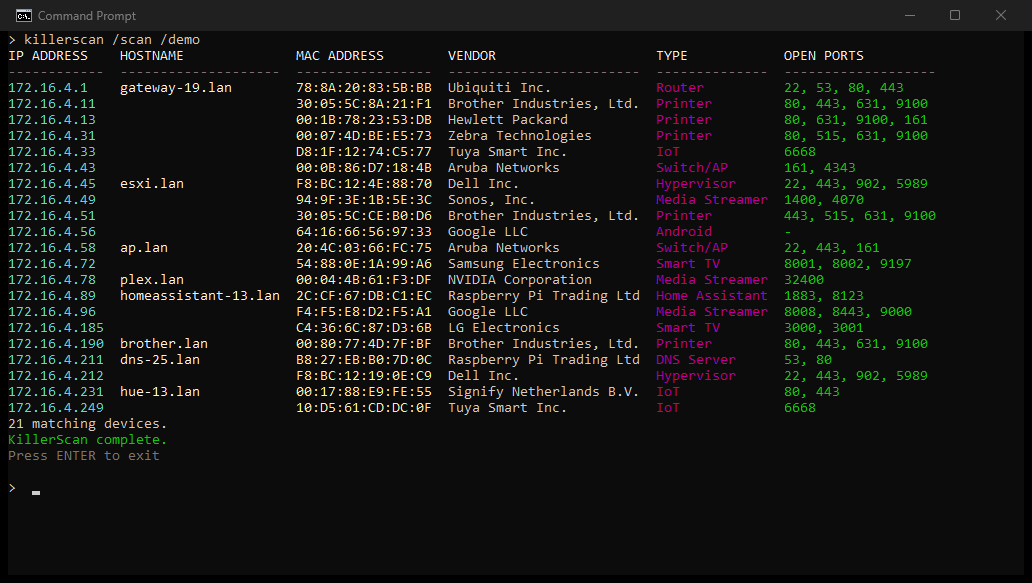 Command Prompt
> killerscan /scan /demo
IP ADDRESS    HOSTNAME              MAC ADDRESS        VENDOR                    TYPE            OPEN PORTS
------------  --------------------  -----------------  ------------------------  --------------  -------------------
172.16.4.1    gateway-19.lan        78:8A:20:83:5B:BB  Ubiquiti Inc.             Router          22, 53, 80, 443
172.16.4.11                         30:05:5C:8A:21:F1  Brother Industries, Ltd.  Printer         80, 443, 631, 9100
172.16.4.13                         00:1B:78:23:53:DB  Hewlett Packard           Printer         80, 631, 9100, 161
172.16.4.31                         00:07:4D:BE:E5:73  Zebra Technologies        Printer         80, 515, 631, 9100
172.16.4.33                         D8:1F:12:74:C5:77  Tuya Smart Inc.           IoT             6668
172.16.4.43                         00:0B:86:D7:18:4B  Aruba Networks            Switch/AP       161, 4343
172.16.4.45   esxi.lan              F8:BC:12:4E:88:70  Dell Inc.                 Hypervisor      22, 443, 902, 5989
172.16.4.49                         94:9F:3E:1B:5E:3C  Sonos, Inc.               Media Streamer  1400, 4070
172.16.4.51                         30:05:5C:CE:B0:D6  Brother Industries, Ltd.  Printer         443, 515, 631, 9100
172.16.4.56                         64:16:66:56:97:33  Google LLC                Android         -
172.16.4.58   ap.lan                20:4C:03:66:FC:75  Aruba Networks            Switch/AP       22, 443, 161
172.16.4.72                         54:88:0E:1A:99:A6  Samsung Electronics       Smart TV        8001, 8002, 9197
172.16.4.78   plex.lan              00:04:4B:61:F3:DF  NVIDIA Corporation        Media Streamer  32400
172.16.4.89   homeassistant-13.lan  2C:CF:67:DB:C1:EC  Raspberry Pi Trading Ltd  Home Assistant  1883, 8123
172.16.4.96                         F4:F5:E8:D2:F5:A1  Google LLC                Media Streamer  8008, 8443, 9000
172.16.4.185                        C4:36:6C:87:D3:6B  LG Electronics            Smart TV        3000, 3001
172.16.4.190  brother.lan           00:80:77:4D:7F:BF  Brother Industries, Ltd.  Printer         80, 443, 631, 9100
172.16.4.211  dns-25.lan            B8:27:EB:B0:7D:0C  Raspberry Pi Trading Ltd  DNS Server      53, 80
172.16.4.212                        F8:BC:12:19:0E:C9  Dell Inc.                 Hypervisor      22, 443, 902, 5989
172.16.4.231  hue-13.lan            00:17:88:E9:FE:55  Signify Netherlands B.V.  IoT             80, 443
172.16.4.249                        10:D5:61:CD:DC:0F  Tuya Smart Inc.           IoT             6668
21 matching devices.
KillerScan complete.
Press ENTER to exit
>